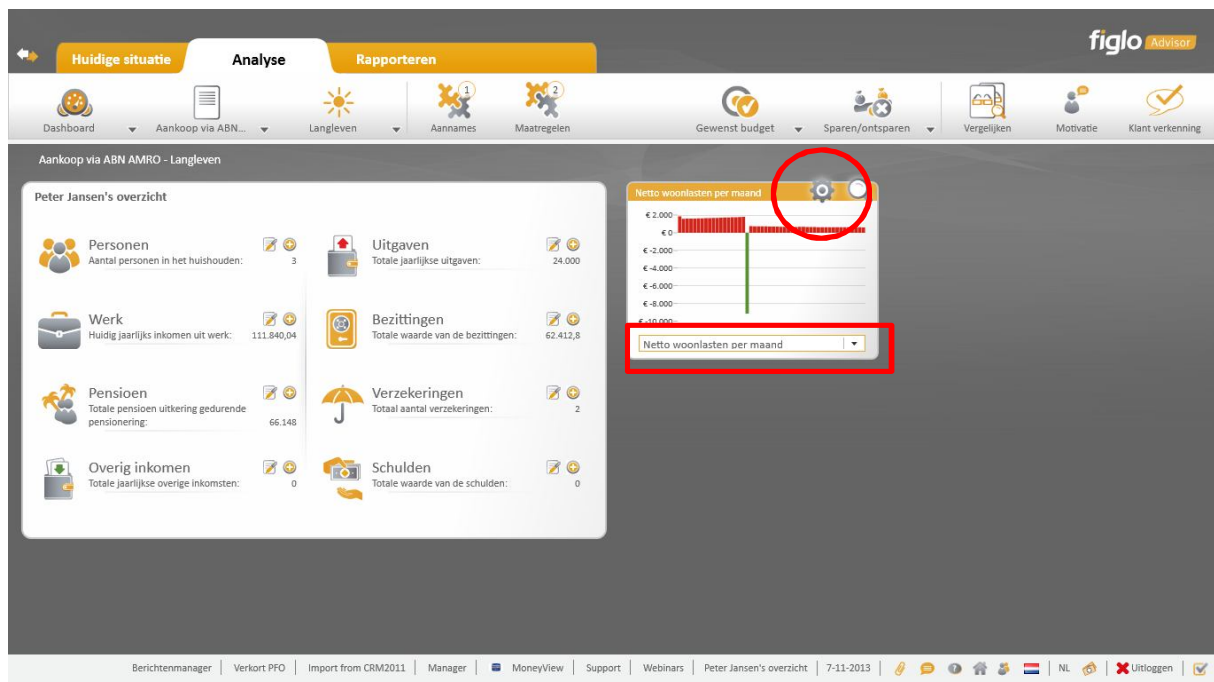 figlo Advisor
Huidige situatie
Analyse
Rapporteren
Dashboard
Aankoop via ABN...
Langleven
1
Aannames
2
Maatregelen
Gewenst budget
Sparen/ontsparen
Vergelijken
Motivatie
Klant verkenning
Aankoop via ABN AMRO - Langleven
Peter Jansen's overzicht
Personen
Aantal personen in het huishouden: 3
Uitgaven
Totale jaarlijkse uitgaven: 24.000
Werk
Huidig jaarlijks inkomen uit werk: 111.840,04
Bezittingen
Totale waarde van de bezittingen: 62.412,8
Pensioen
Totale pensioen uitkering gedurende
pensionering: 66.148
Verzekeringen
Totaal aantal verzekeringen: 2
Overig inkomen
Totale jaarlijkse overige inkomsten: 0
Schulden
Totale waarde van de schulden: 0
Netto woonlasten per maand
€ 2.000
€ 0
€ -2.000
€ -4.000
€ -6.000
€ -8.000
€ -10.000
Netto woonlasten per maand
Berichtenmanager | Verkort PFO | Import from CRM2011 | Manager | MoneyView | Support | Webinars | Peter Jansen's overzicht | 7-11-2013 | NL | Uitloggen